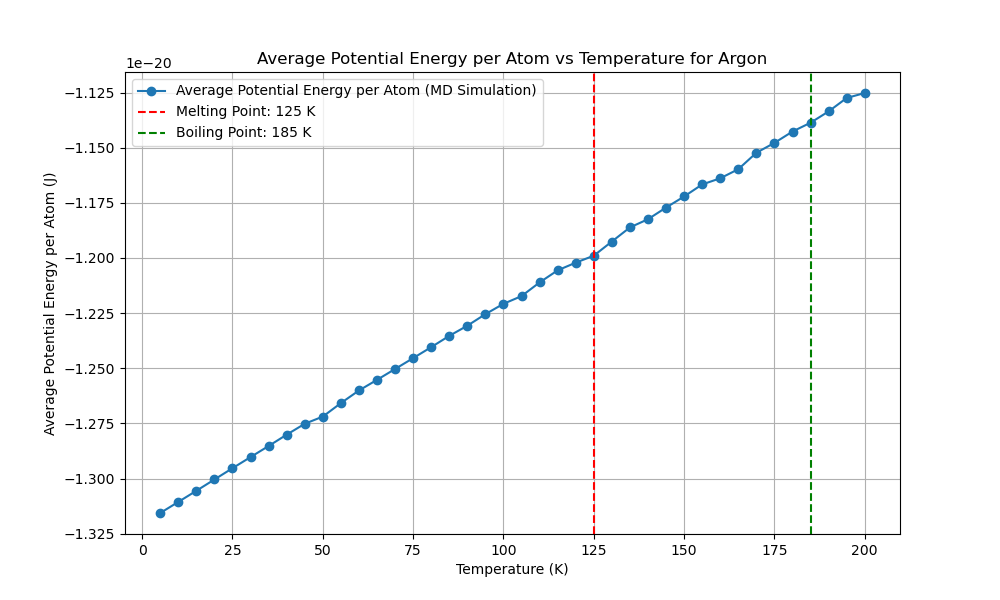 Average Potential Energy per Atom vs Temperature for Argon
1e−20
Average Potential Energy per Atom (MD Simulation)
Melting Point: 125 K
Boiling Point: 185 K
−1.125
−1.150
−1.175
−1.200
−1.225
−1.250
−1.275
−1.300
−1.325
Average Potential Energy per Atom (J)
0 25 50 75 100 125 150 175 200
Temperature (K)